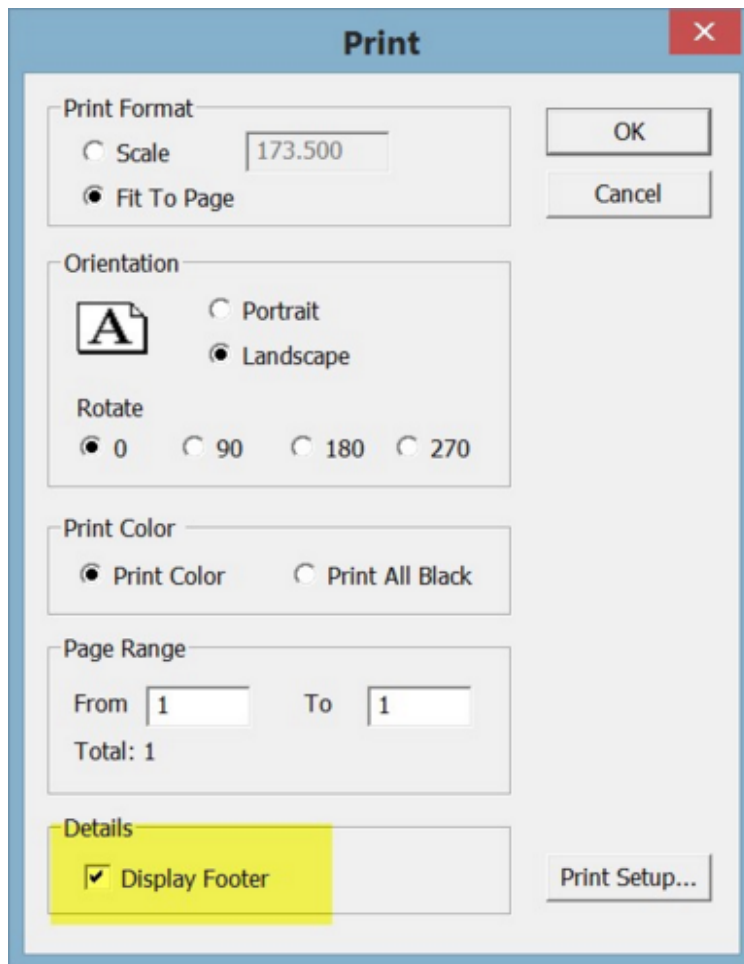 Print
Print Format
Scale 173.500
Fit To Page
OK
Cancel
Orientation
A
Portrait
Landscape
Rotate
0 90 180 270
Print Color
Print Color Print All Black
Page Range
From 1 To 1
Total: 1
Details
Display Footer
Print Setup...